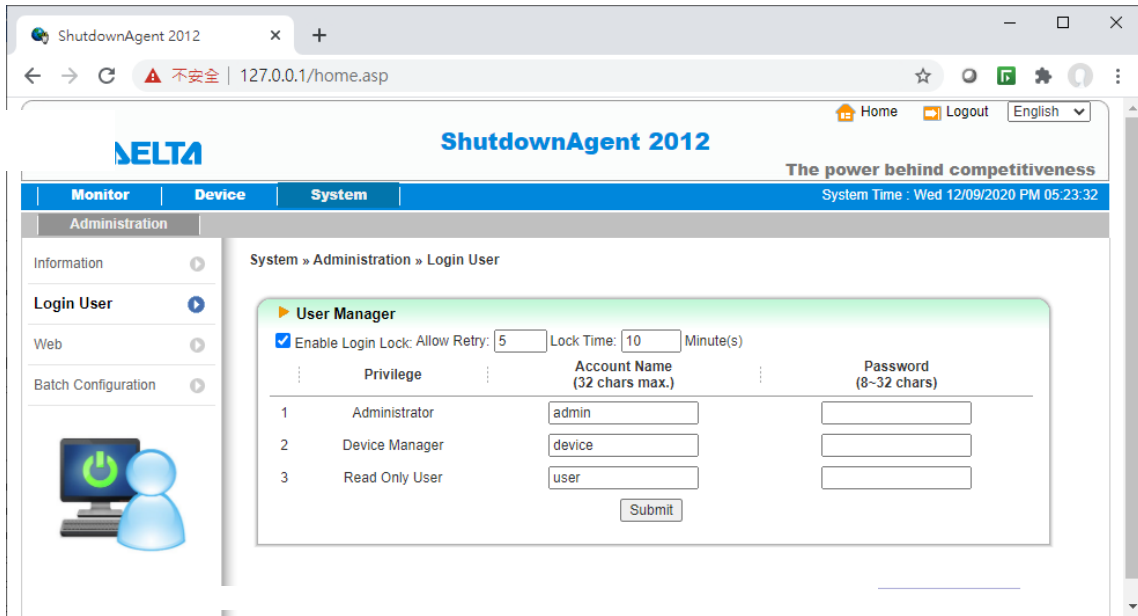 ShutdownAgent 2012
不安全 127.0.0.1/home.asp
Home Logout English
ELTA
ShutdownAgent 2012
The power behind competitiveness
Monitor Device System System Time : Wed 12/09/2020 PM 05:23:32
Administration
Information
Login User
Web
Batch Configuration
System » Administration » Login User
User Manager
Enable Login Lock: Allow Retry: 5 Lock Time: 10 Minute(s)
Privilege Account Name Password
(32 chars max.) (8~32 chars)
1 Administrator admin
2 Device Manager device
3 Read Only User user
Submit